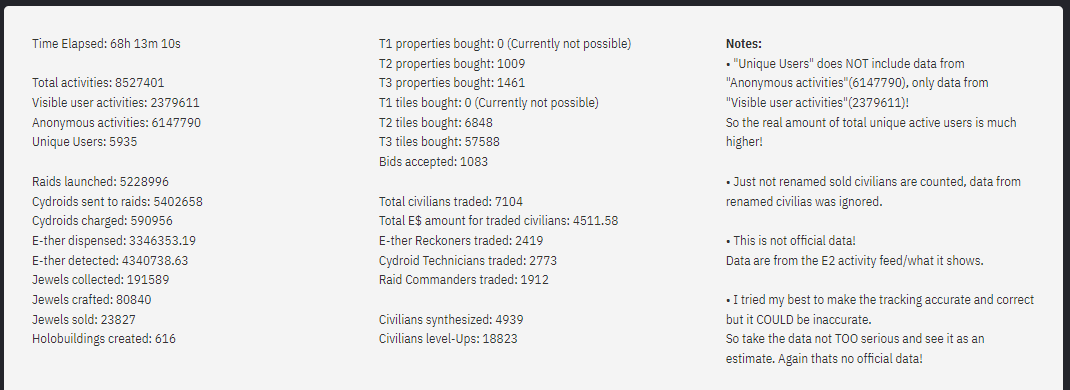 Time Elapsed: 68h 13m 10s
Total activities: 8527401
Visible user activities: 2379611
Anonymous activities: 6147790
Unique Users: 5935
Raids launched: 5228996
Cydroids sent to raids: 5402658
Cydroids charged: 590956
E-ther dispensed: 3346353.19
E-ther detected: 4340738.63
Jewels collected: 191589
Jewels crafted: 80840
Jewels sold: 23827
Holobuildings created: 616
T1 properties bought: 0 (Currently not possible)
T2 properties bought: 1009
T3 properties bought: 1461
T1 tiles bought: 0 (Currently not possible)
T2 tiles bought: 6848
T3 tiles bought: 57588
Bids accepted: 1083
Total civilians traded: 7104
Total E$ amount for traded civilians: 4511.58
E-ther Reckoners traded: 2419
Cydroid Technicians traded: 2773
Raid Commanders traded: 1912
Civilians synthesized: 4939
Civilians level-Ups: 18823
Notes:
• "Unique Users" does NOT include data from
"Anonymous activities"(6147790), only data from
"Visible user activities"(2379611)!
So the real amount of total unique active users is much
higher!
• Just not renamed sold civilians are counted, data from
renamed civilias was ignored.
• This is not official data!
Data are from the E2 activity feed/what it shows.
• I tried my best to make the tracking accurate and correct
but it COULD be inaccurate.
So take the data not TOO serious and see it as an
estimate. Again thats no official data!